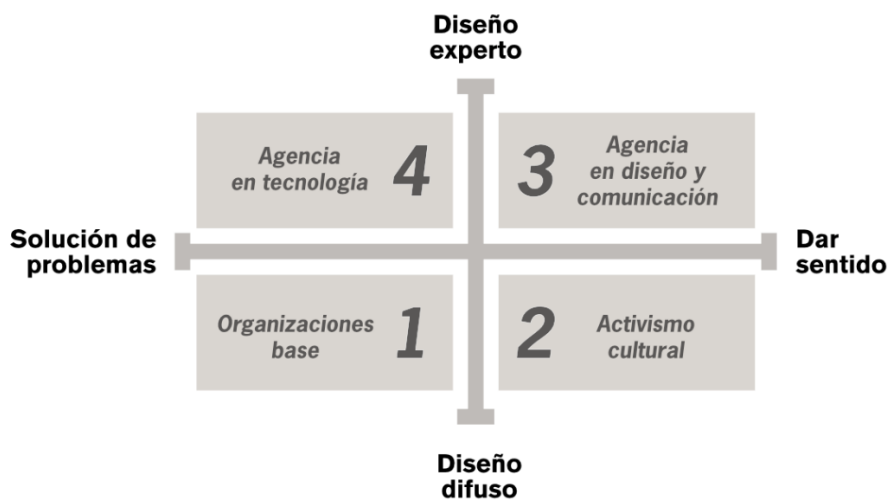 Diseño
experto
Agencia
en tecnología
4
3
Agencia
en diseño y
comunicación
Solución de
problemas
Dar
sentido
Organizaciones
base
1
2
Activismo
cultural
Diseño
difuso